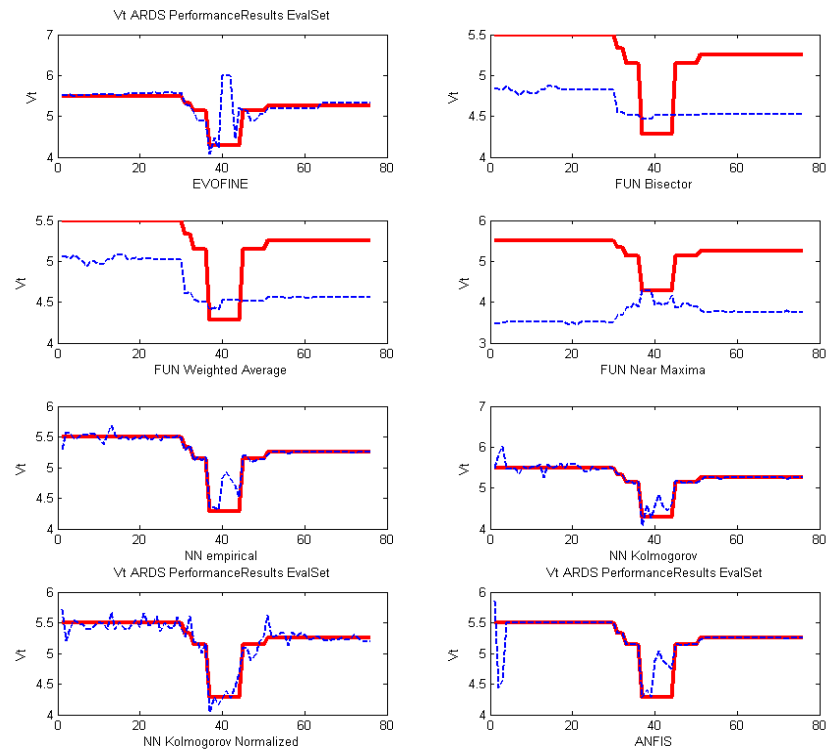 Vt ARDS PerformanceResults EvalSet
7
6
5
4
Vt
0 20 40 60 80
EVOFINE
5.5
5
4.5
4
Vt
0 20 40 60 80
FUN Bisector
5.5
5
4.5
4
Vt
0 20 40 60 80
FUN Weighted Average
6
5
4
3
Vt
0 20 40 60 80
FUN Near Maxima
6
5.5
5
4.5
4
Vt
0 20 40 60 80
NN empirical
7
6
5
4
Vt
0 20 40 60 80
NN Kolmogorov
Vt ARDS PerformanceResults EvalSet
6
5.5
5
4.5
4
Vt
0 20 40 60 80
NN Kolmogorov Normalized
Vt ARDS PerformanceResults EvalSet
6
5.5
5
4.5
4
Vt
0 20 40 60 80
ANFIS